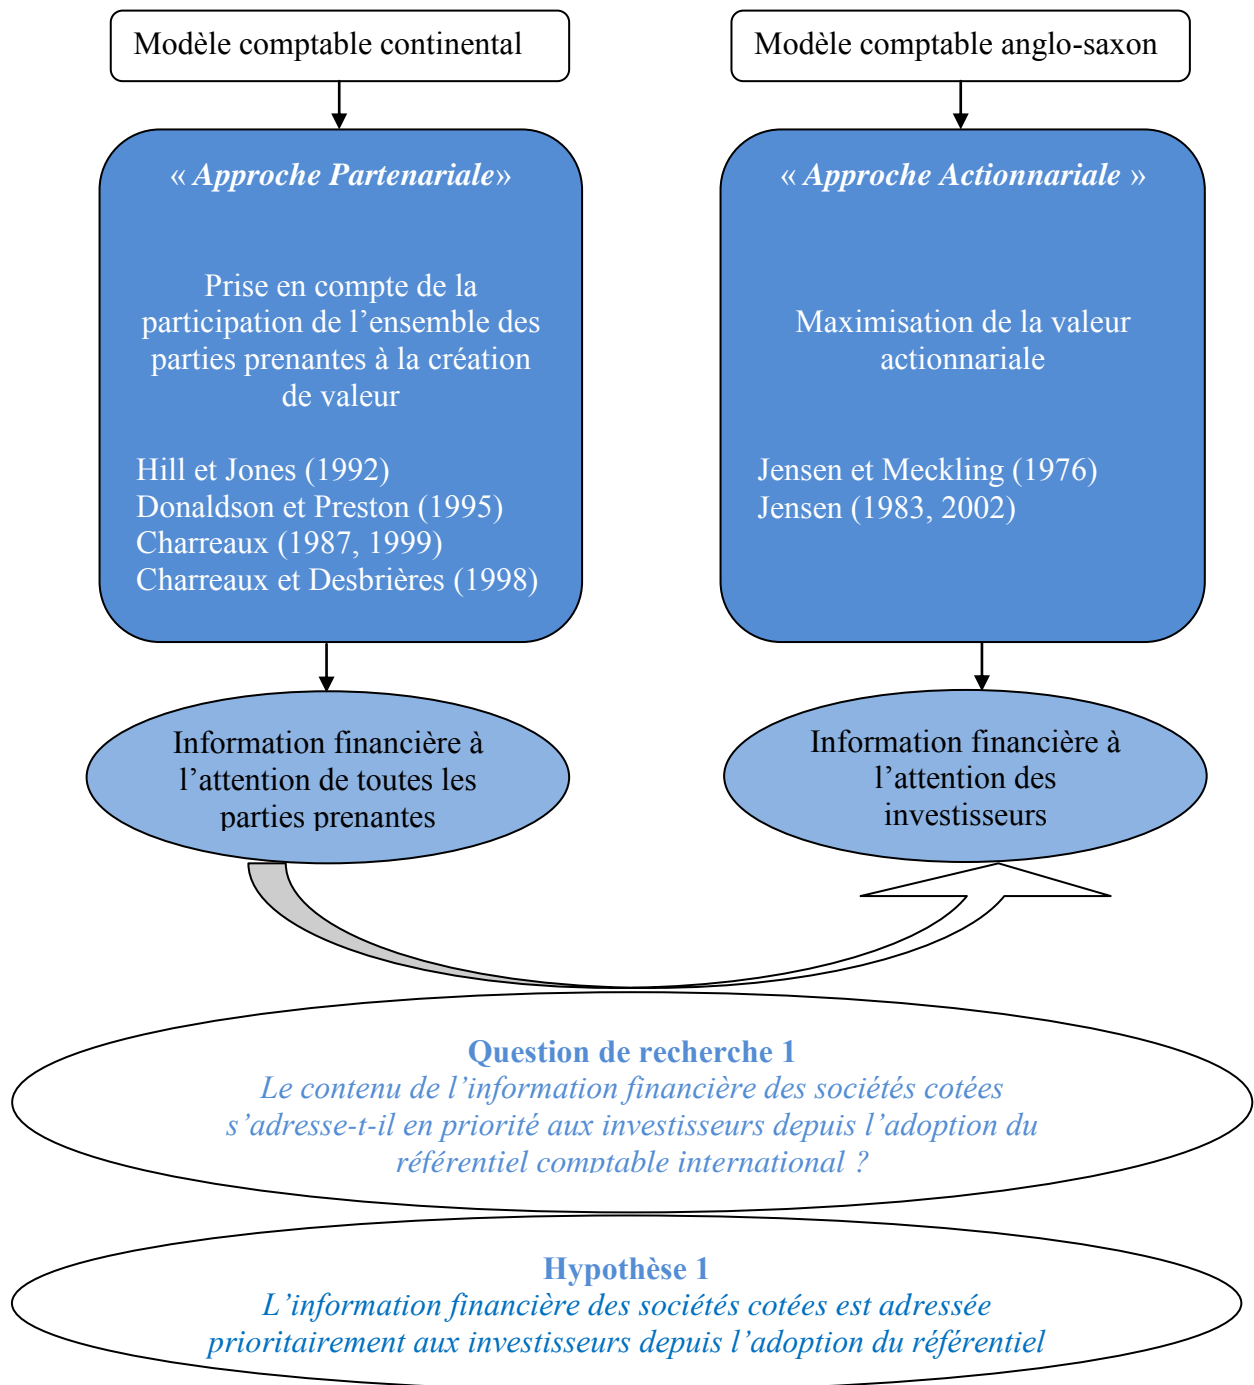 Modèle comptable continental
Modèle comptable anglo-saxon
« Approche Partenariale»
Prise en compte de la
participation de l’ensemble des
parties prenantes à la création
de valeur
Hill et Jones (1992)
Donaldson et Preston (1995)
Charreaux (1987, 1999)
Charreaux et Desbrières (1998)
« Approche Actionnariale »
Maximisation de la valeur
actionnariale
Jensen et Meckling (1976)
Jensen (1983, 2002)
Information financière à
l’attention de toutes les
parties prenantes
Information financière à
l’attention des
investisseurs
Question de recherche 1
Le contenu de l’information financière des sociétés cotées
s’adresse-t-il en priorité aux investisseurs depuis l’adoption du
référentiel comptable international ?
Hypothèse 1
L’information financière des sociétés cotées est adressée
prioritairement aux investisseurs depuis l’adoption du référentiel